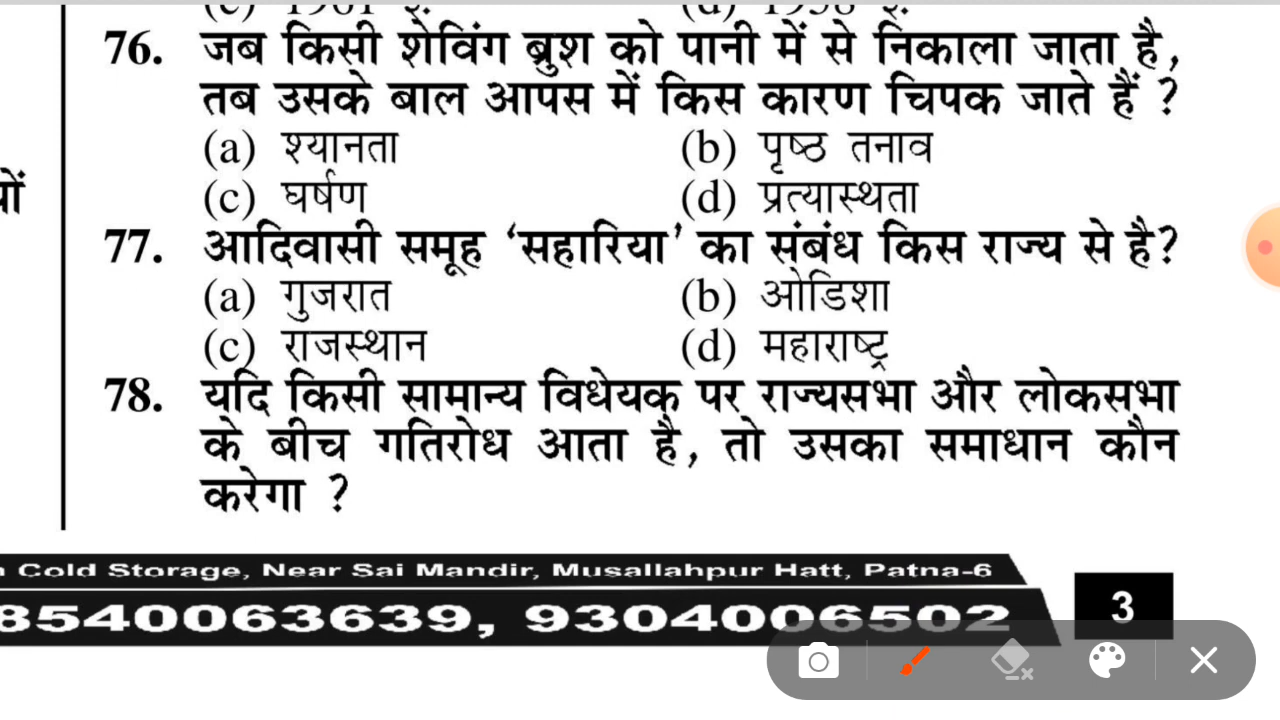 76. जब किसी शेविंग ब्रुश को पानी में से निकाला जाता है,
तब उसके बाल आपस में किस कारण चिपक जाते हैं ?
(a) श्यानता (b) पृष्ठ तनाव
(c) घर्षण (d) प्रत्यास्थता
77. आदिवासी समूह ‘सहारिया’ का संबंध किस राज्य से है?
(a) गुजरात (b) ओडिशा
(c) राजस्थान (d) महाराष्ट्र
78. यदि किसी सामान्य विधेयक पर राज्यसभा और लोकसभा
के बीच गतिरोध आता है, तो उसका समाधान कौन
करेगा ?
Cold Storage, Near Sai Mandir, Musallahpur Hatt, Patna-6
8540063639, 9304006502
3